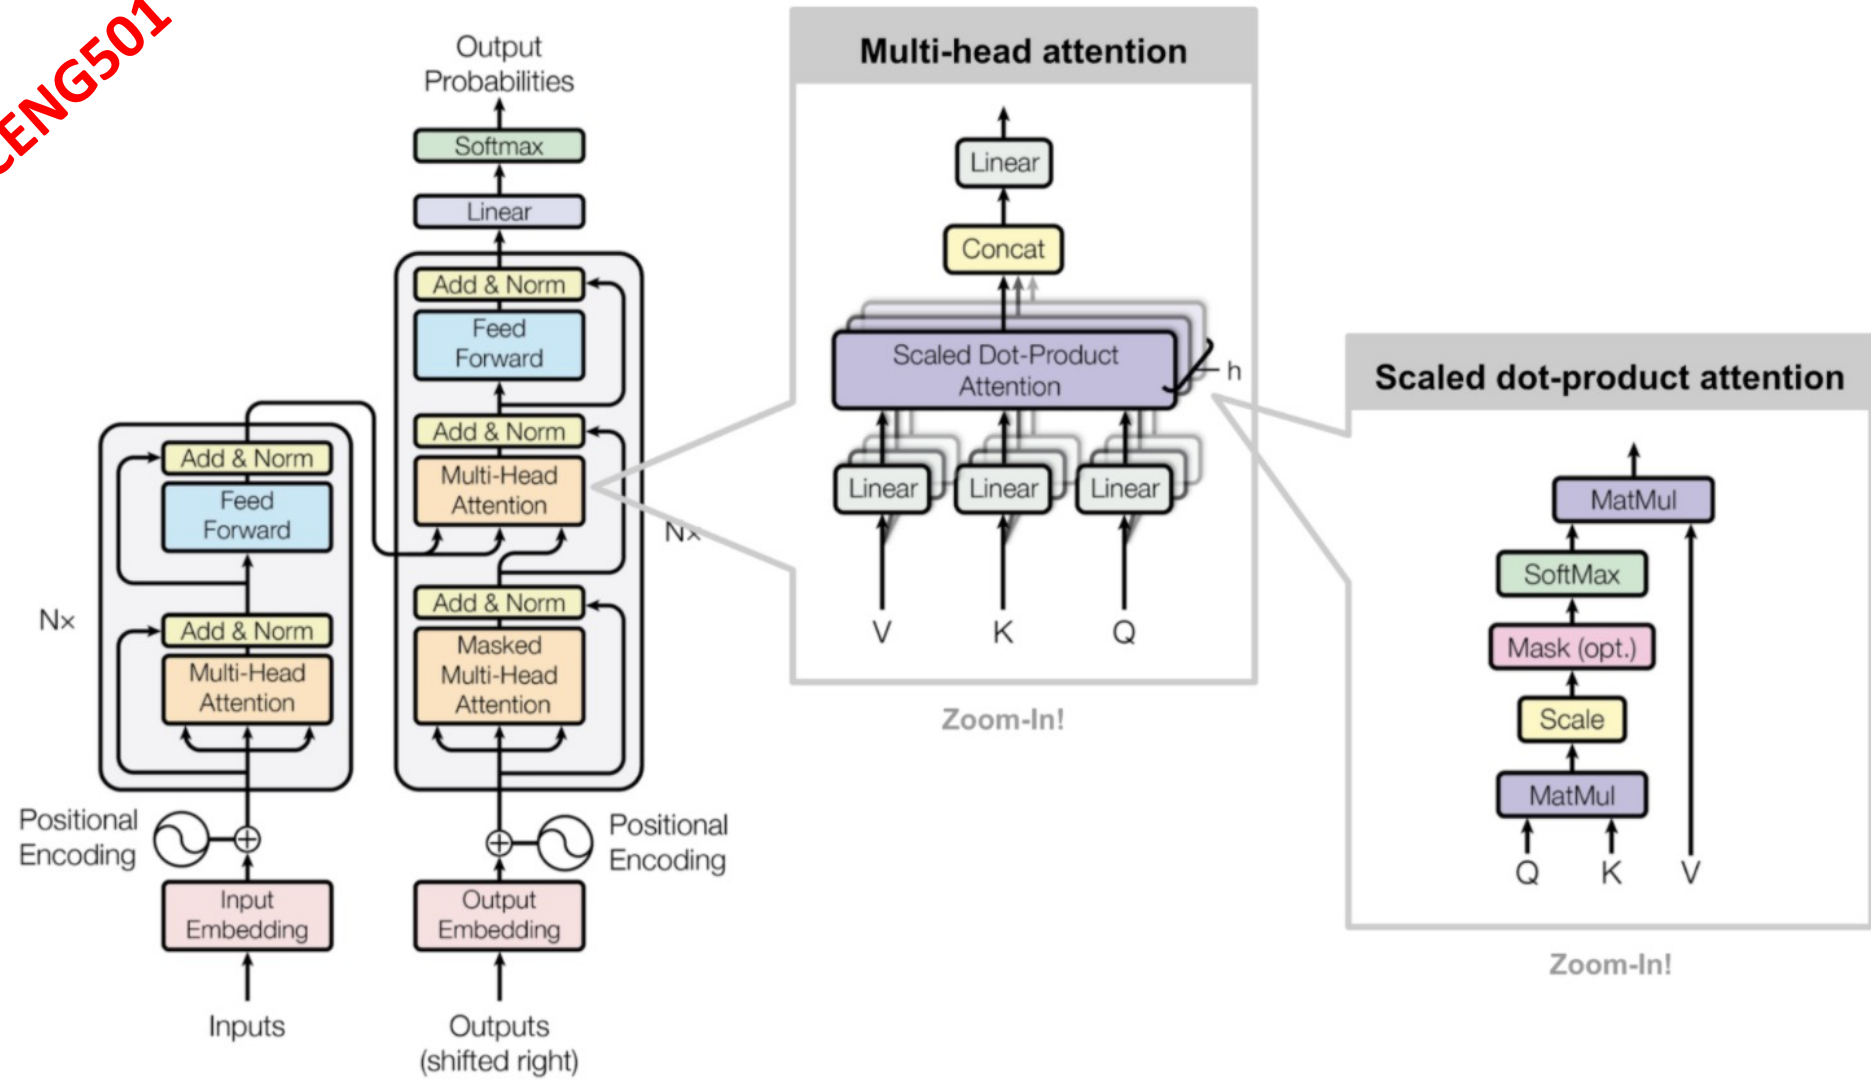 CENG501
Output
Probabilities
Softmax
Linear
Add & Norm
Feed
Forward
Add & Norm
Multi-Head
Attention
Nx
Add & Norm
Masked
Multi-Head
Attention
Positional
Encoding
Output
Embedding
Outputs
(shifted right)
Add & Norm
Feed
Forward
Nx
Add & Norm
Multi-Head
Attention
Positional
Encoding
Input
Embedding
Inputs
Multi-head attention
Linear
Concat
Scaled Dot-Product
Attention
h
Linear
Linear
Linear
V
K
Q
Zoom-In!
Scaled dot-product attention
MatMul
SoftMax
Mask (opt.)
Scale
MatMul
Q
K
V
Zoom-In!